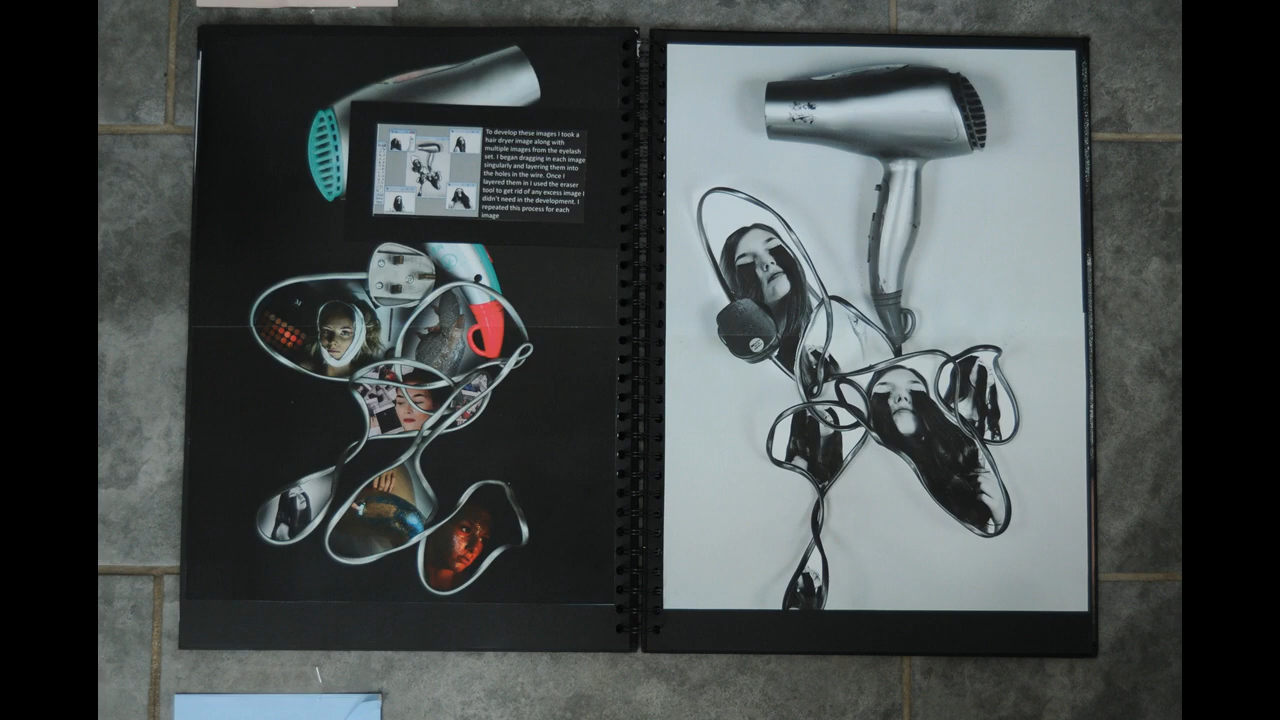 To develop these images I took a
hair dryer image along with
multiple images from the eyelash
set. I began dragging in each image
singularly and layering them into
the holes in the wire. Once I
layered them in I used the eraser
tool to get rid of any excess image I
didn't need in the development. I
repeated this process for each
image